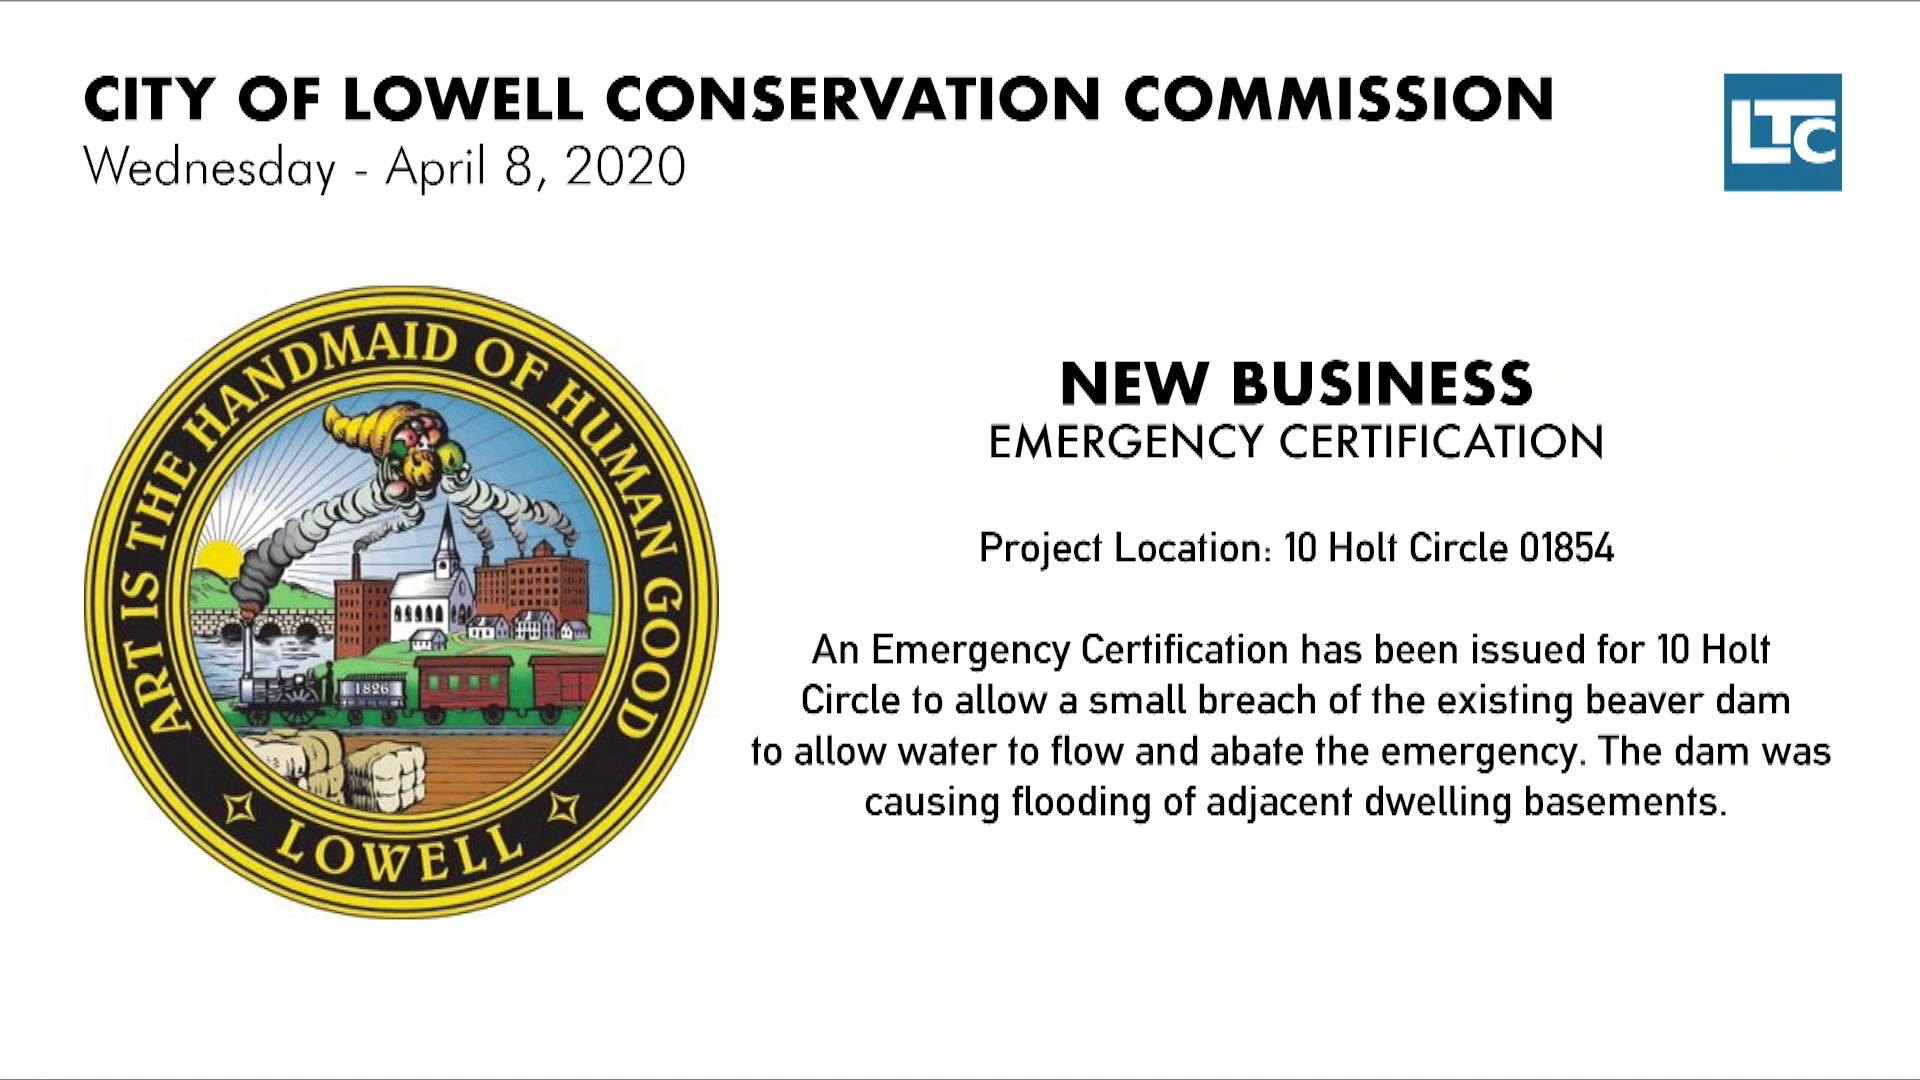 CITY OF LOWELL CONSERVATION COMMISSION
Wednesday - April 8, 2020
LTC
ART IS THE HANDMAID OF HUMAN GOOD
1826
LOWELL
NEW BUSINESS
EMERGENCY CERTIFICATION
Project Location: 10 Holt Circle 01854
An Emergency Certification has been issued for 10 Holt
Circle to allow a small breach of the existing beaver dam
to allow water to flow and abate the emergency. The dam was
causing flooding of adjacent dwelling basements.